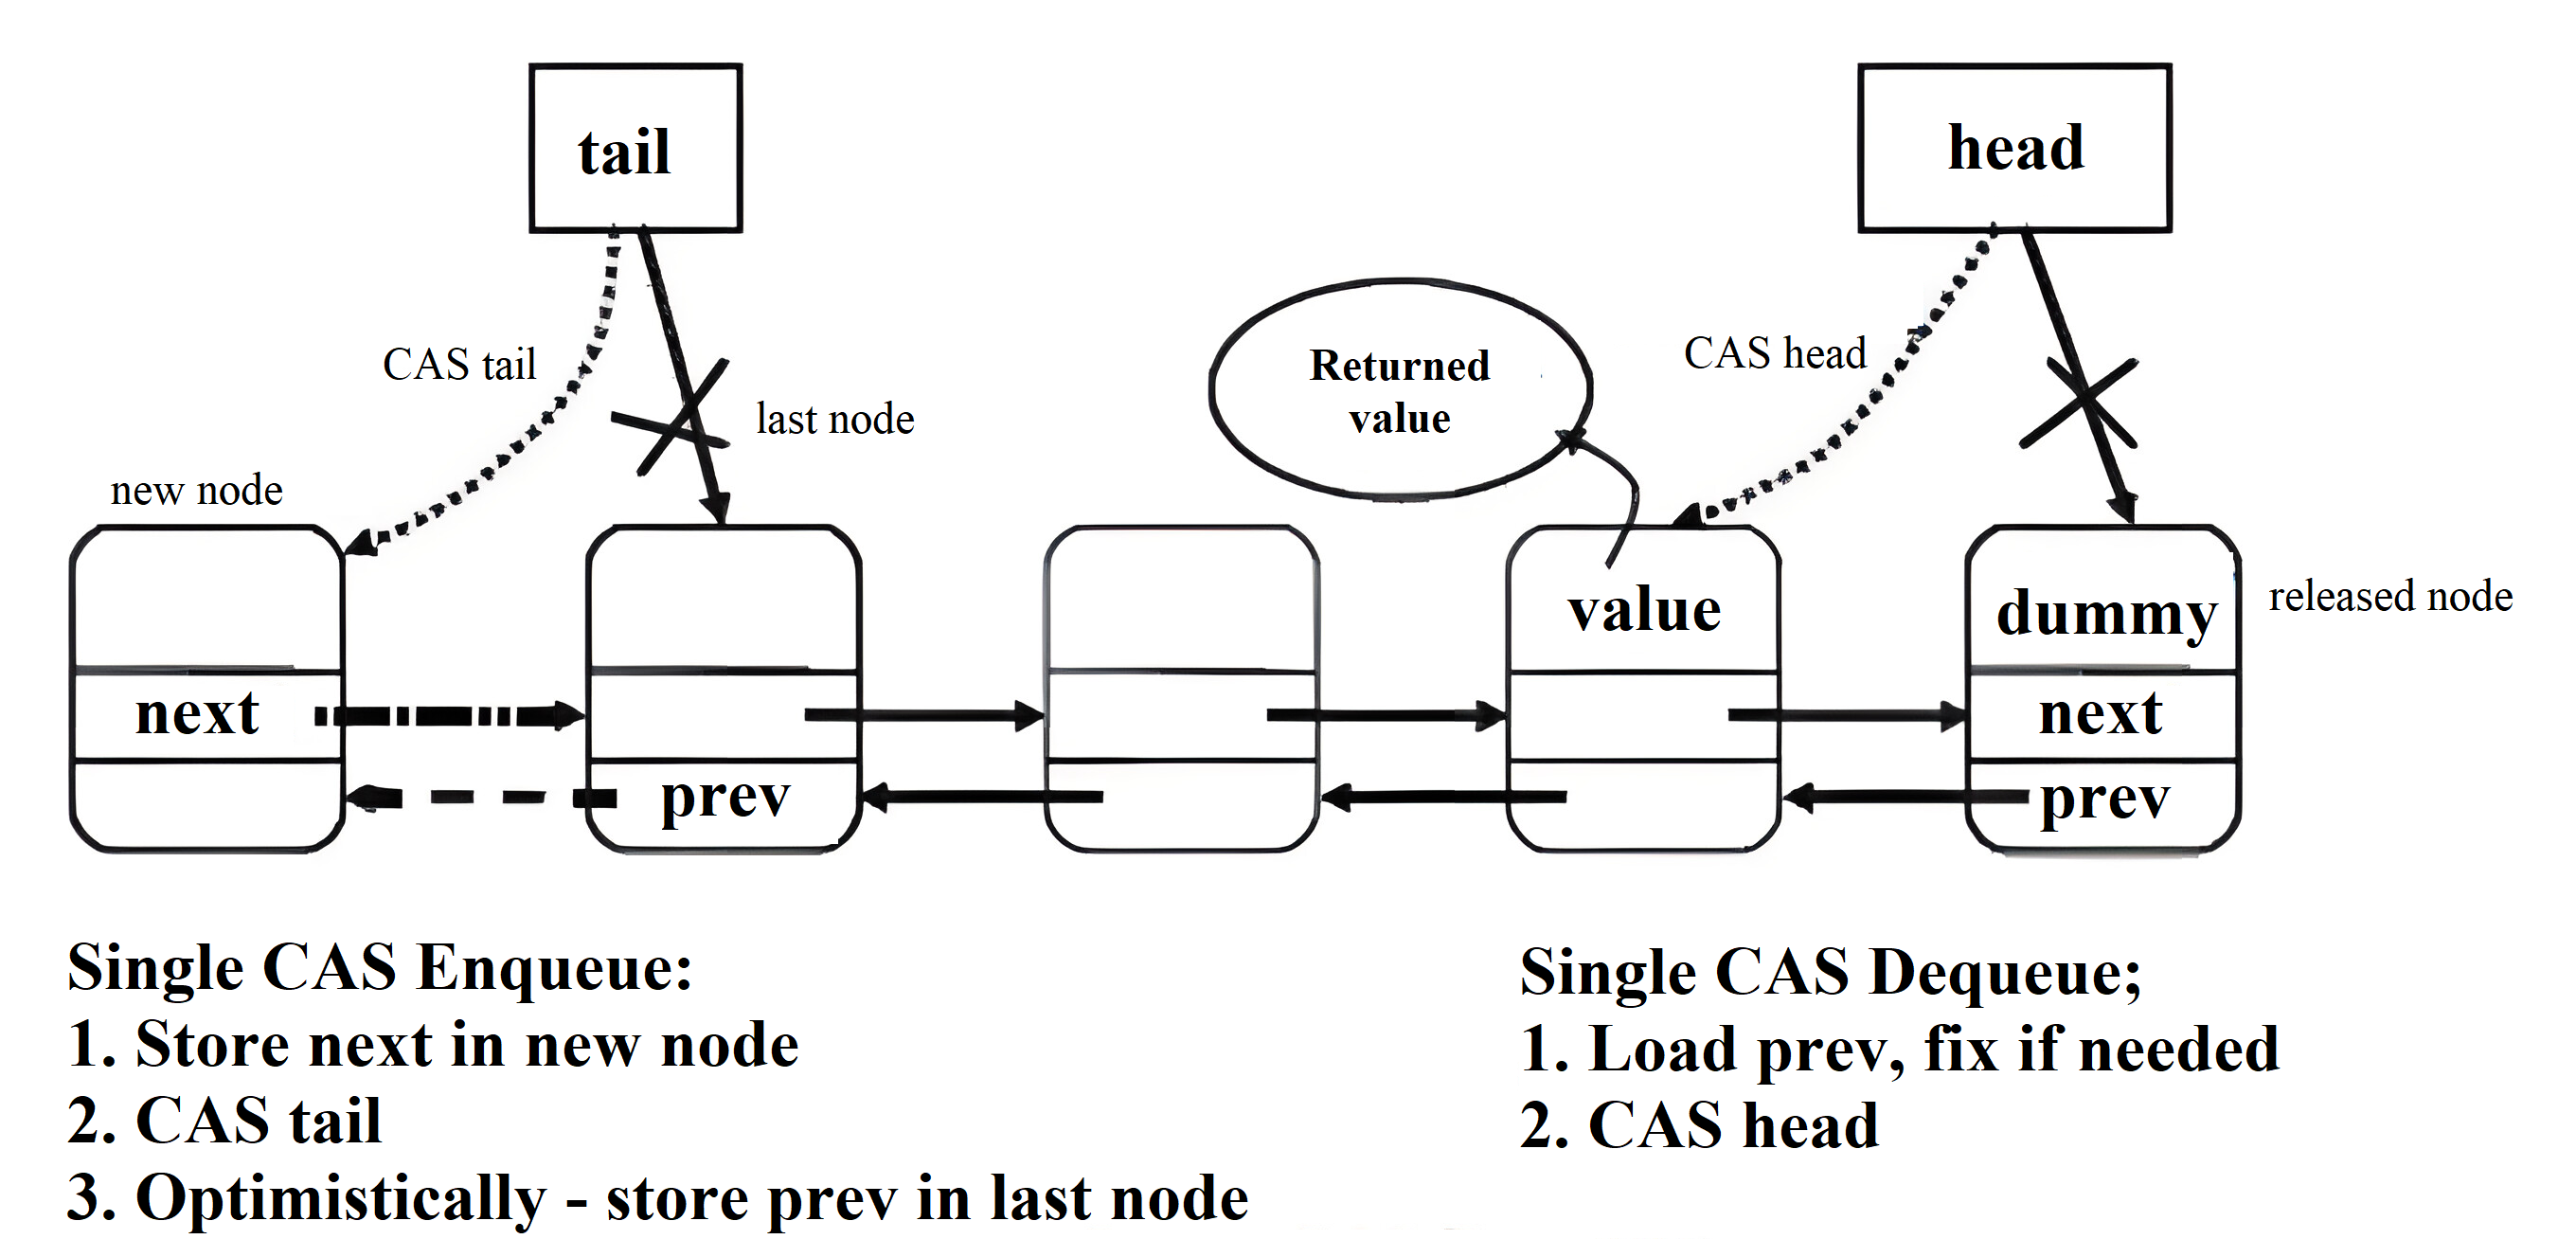 tail
head
CAS tail
last node
Returned
value
CAS head
new node
value
dummy
released node
next
next
prev
prev
Single CAS Enqueue:
1. Store next in new node
2. CAS tail
3. Optimistically - store prev in last node
Single CAS Dequeue;
1. Load prev, fix if needed
2. CAS head